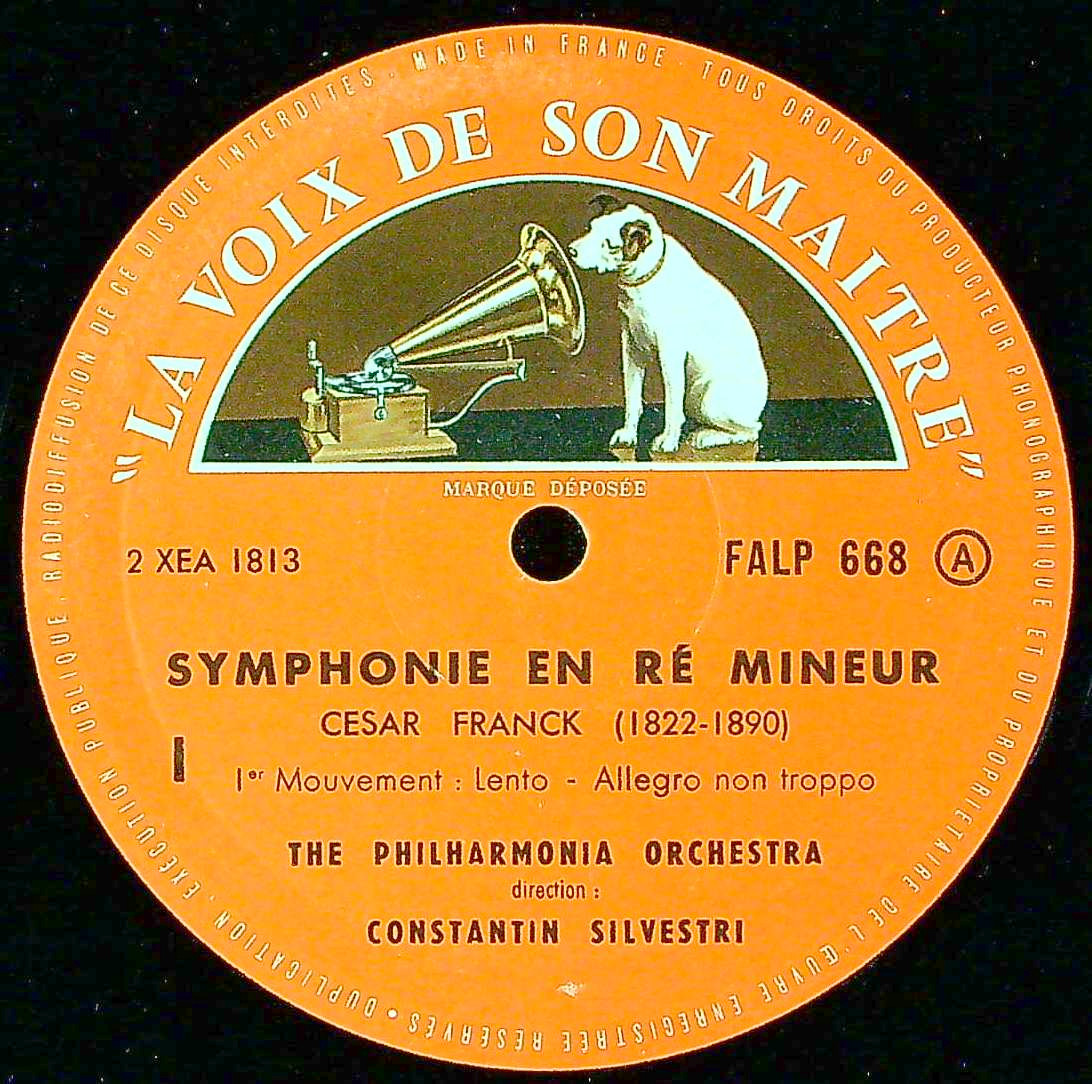 MADE IN FRANCE . TOUS DROITS DU PRODUCTEUR PHONOGRAPHIQUE ET DU PROPRIETAIRE DE L'ŒUVRE ENREGISTRÉE RÉSERVÉS • DUPLICATION . EXÉCUTION PUBLIQUE . RADIODIFFUSION DE CE DISQUE INTERDITES .
"LA VOIX DE SON MAITRE"
MARQUE DÉPOSÉE
2 XEA 1813 FALP 668 A
SYMPHONIE EN RÉ MINEUR
CESAR FRANCK (1822-1890)
I 1er Mouvement : Lento - Allegro non troppo
THE PHILHARMONIA ORCHESTRA
direction :
CONSTANTIN SILVESTRI